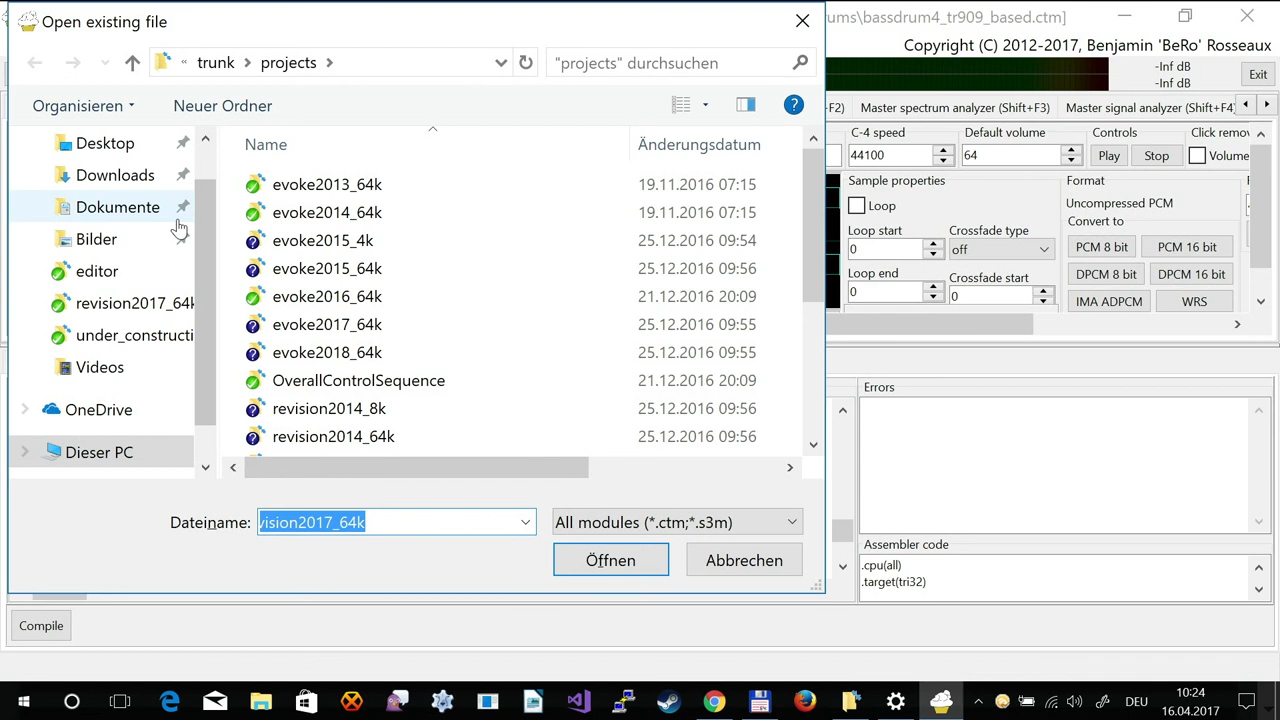 Open existing file
ums\bassdrum4_tr909_based.ctm]
Copyright (C) 2012-2017, Benjamin 'BeRo' Rosseaux
« trunk projects
"projects" durchsuchen
-Inf dB
-Inf dB
Exit
Organisieren
Neuer Ordner
F2)
Master spectrum analyzer (Shift+F3)
Master signal analyzer (Shift+F4)
C-4 speed
Default volume
Controls
Click remov
44100
64
Play
Stop
Volume
Desktop
Downloads
Dokumente
Bilder
editor
revision2017_64k
under_constructi
Videos
OneDrive
Dieser PC
Name
Änderungsdatum
evoke2013_64k 19.11.2016 07:15
evoke2014_64k 19.11.2016 07:15
evoke2015_4k 25.12.2016 09:54
evoke2015_64k 25.12.2016 09:56
evoke2016_64k 21.12.2016 20:09
evoke2017_64k 25.12.2016 09:55
evoke2018_64k 25.12.2016 09:55
OverallControlSequence 21.12.2016 20:09
revision2014_8k 25.12.2016 09:56
revision2014_64k 25.12.2016 09:56
Sample properties
Loop
Loop start
Crossfade type
0
off
Loop end
Crossfade start
0
0
Format
Uncompressed PCM
Convert to
PCM 8 bit
PCM 16 bit
DPCM 8 bit
DPCM 16 bit
IMA ADPCM
WRS
Dateiname:
vision2017_64k
All modules (*.ctm;*.s3m)
Öffnen
Abbrechen
Errors
Assembler code
.cpu(all)
.target(tri32)
Compile
DEU
10:24
16.04.2017